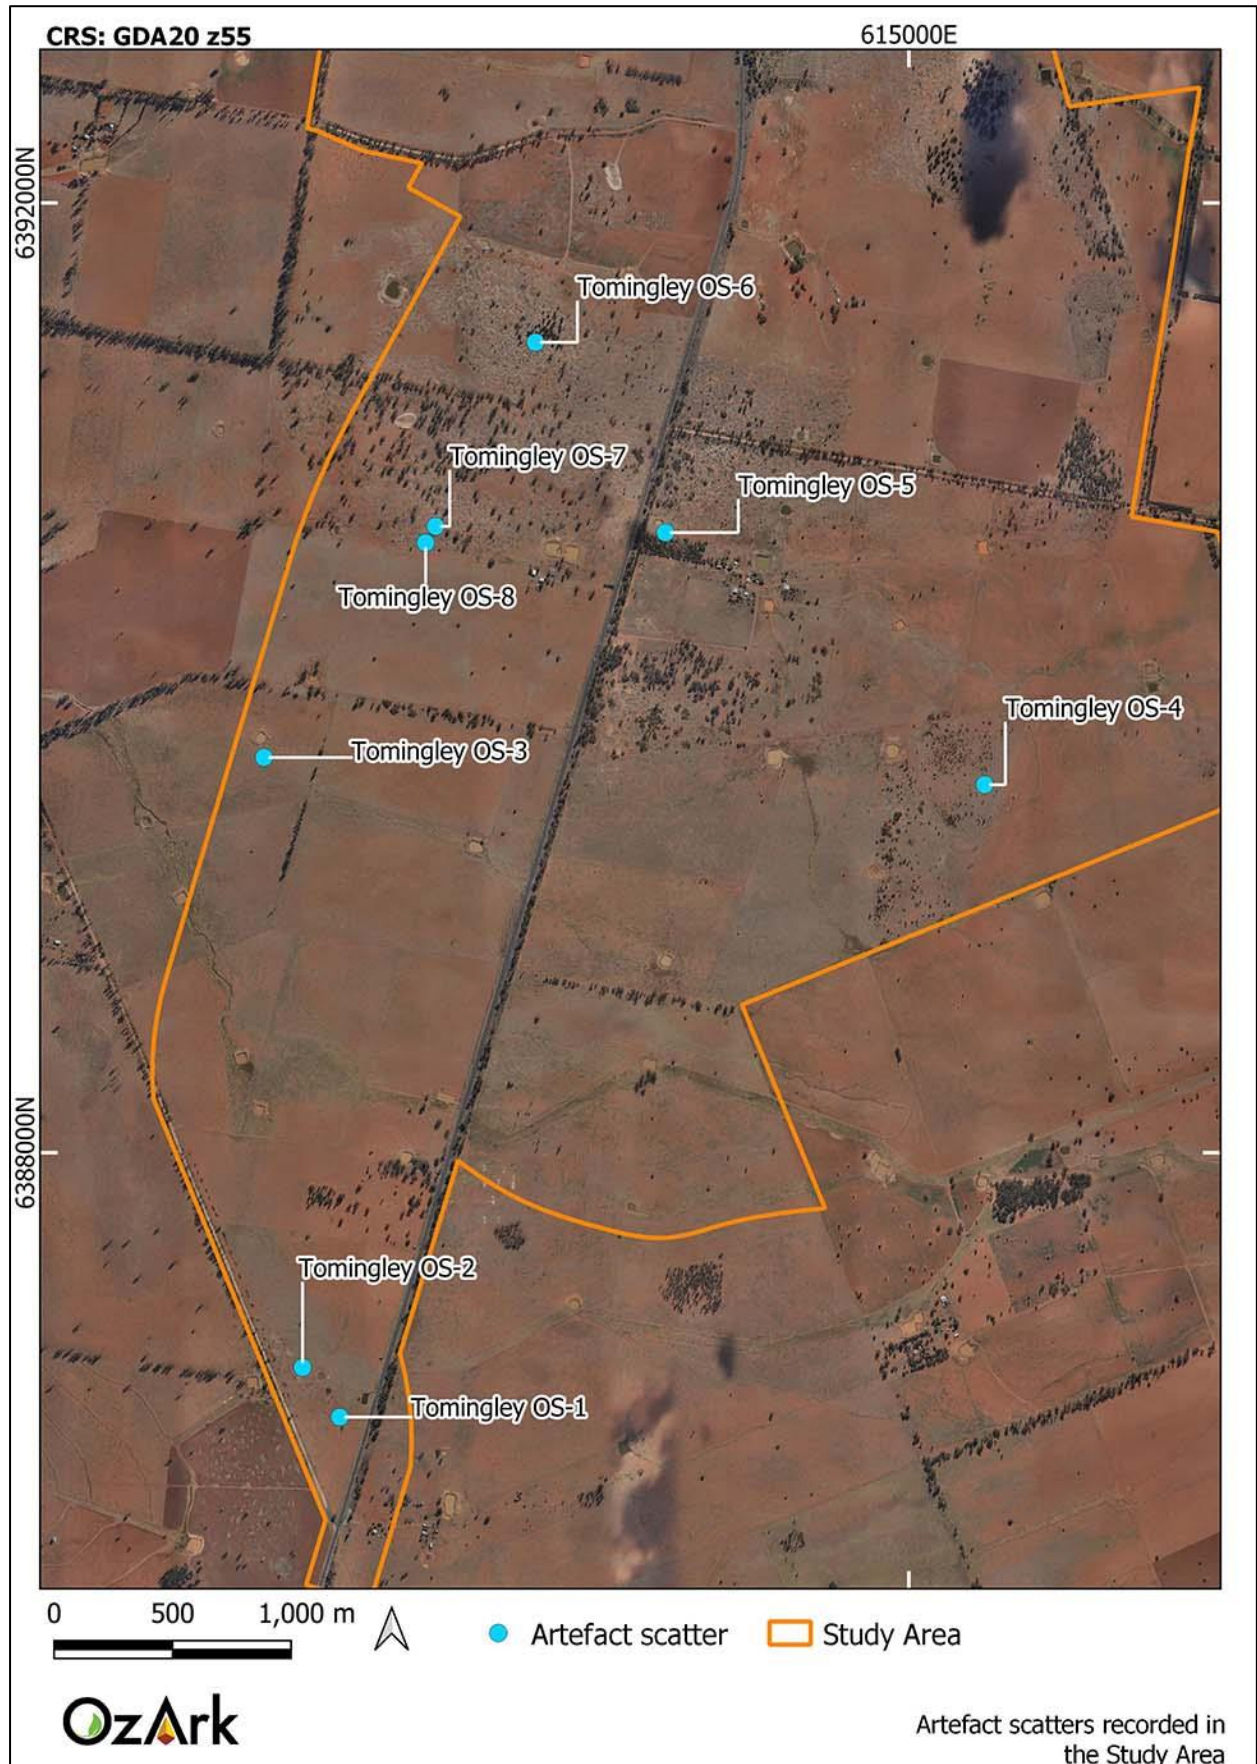 CRS: GDA20 z55
615000E
6392000N
Tomingley OS-6
Tomingley OS-7
Tomingley OS-5
Tomingley OS-8
Tomingley OS-4
Tomingley OS-3
6388000N
Tomingley OS-2
Tomingley OS-1
0 500 1,000 m
Artefact scatter
Study Area
OzArk
Artefact scatters recorded in
the Study Area